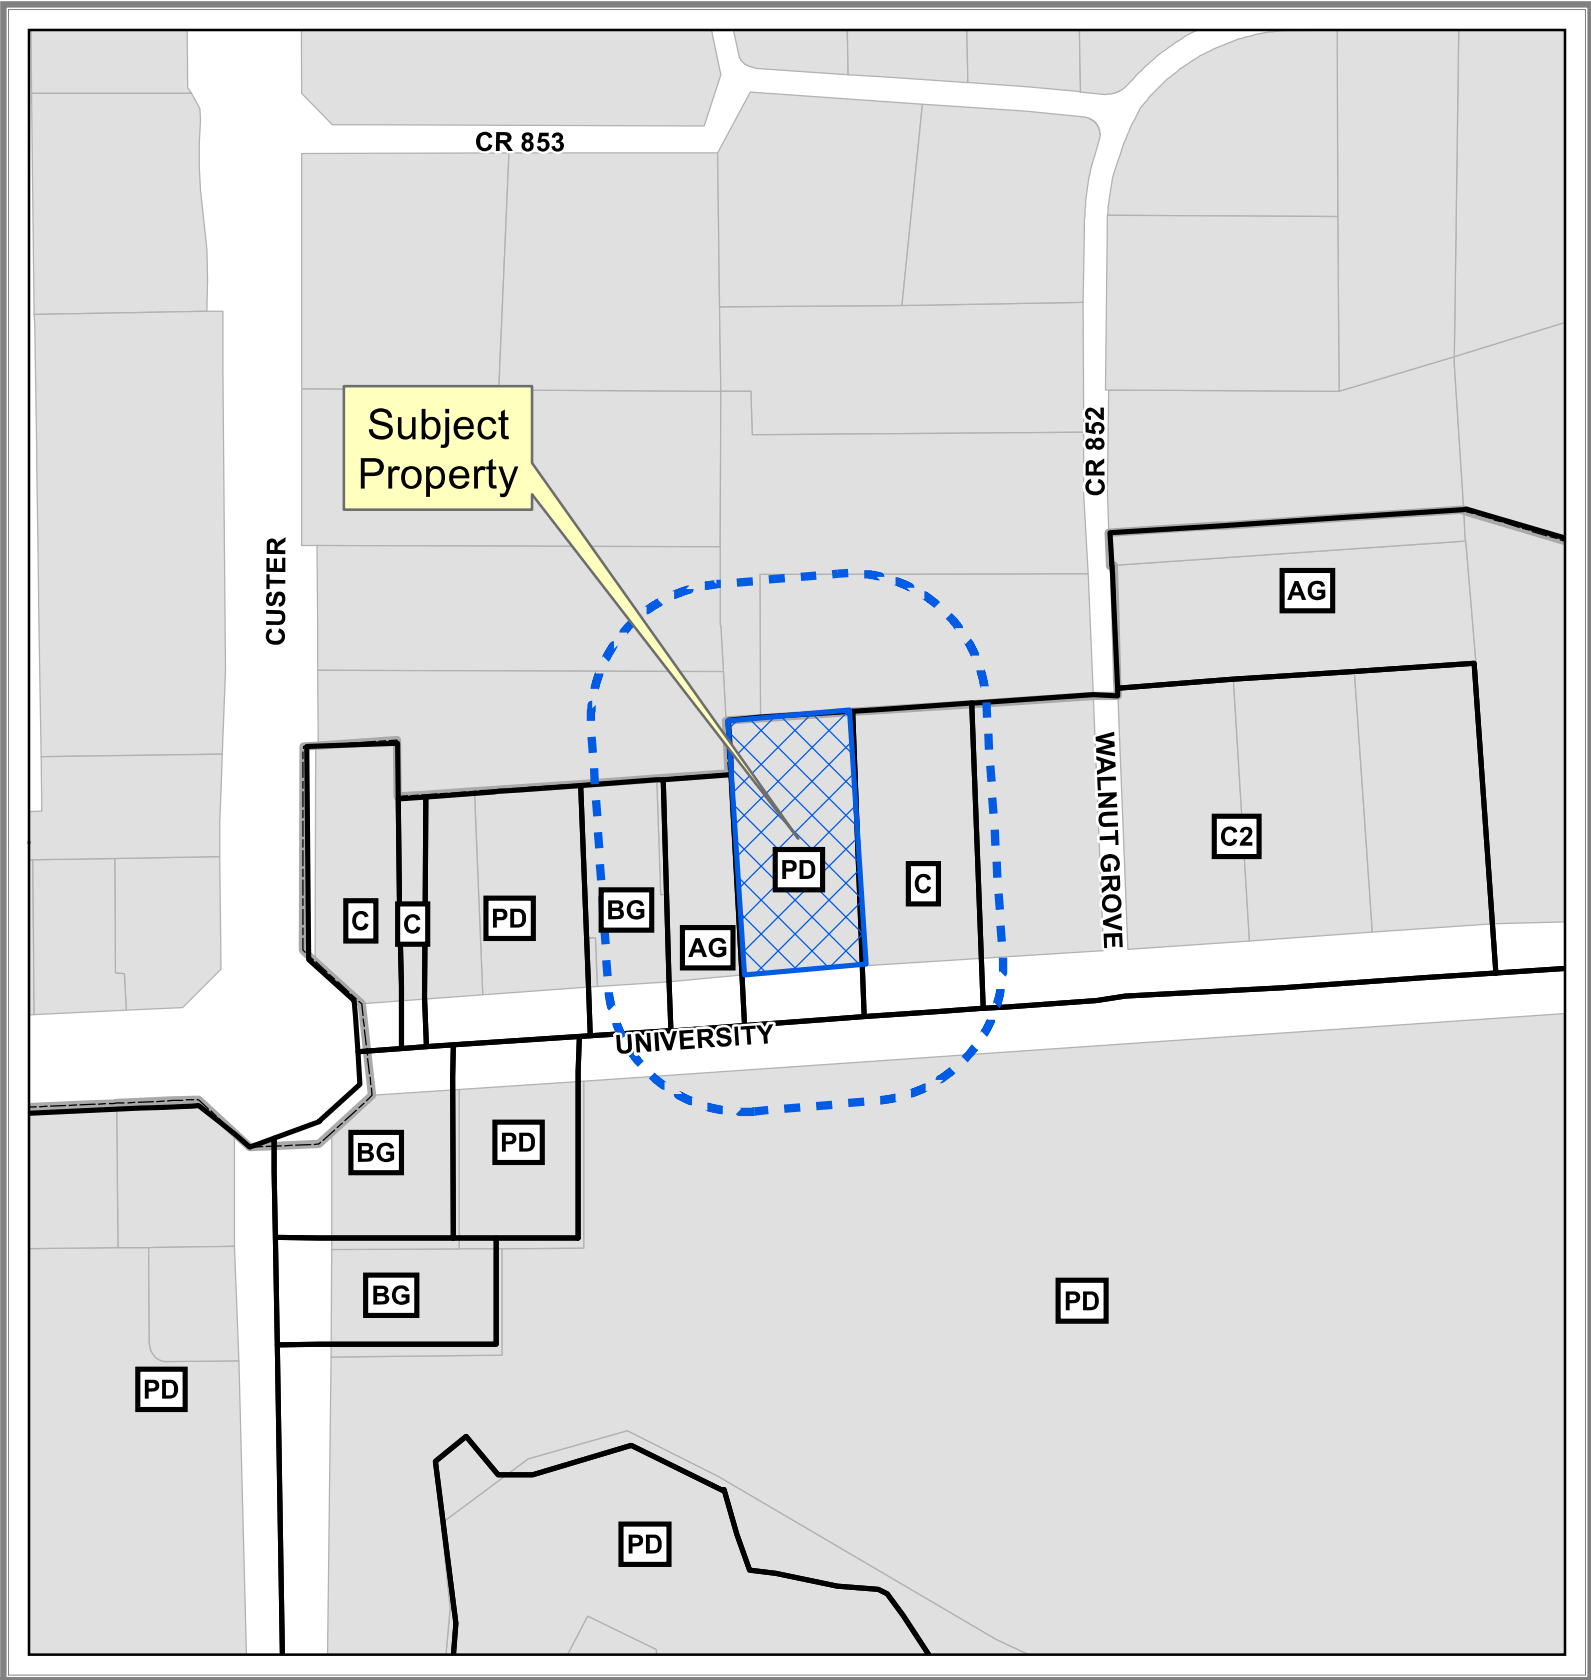 CR 853
Subject
Property
CR 852
CUSTER
AG
WALNUT GROVE
C2
PD
C
BG
PD
C
C
AG
UNIVERSITY
PD
BG
BG
PD
PD
PD